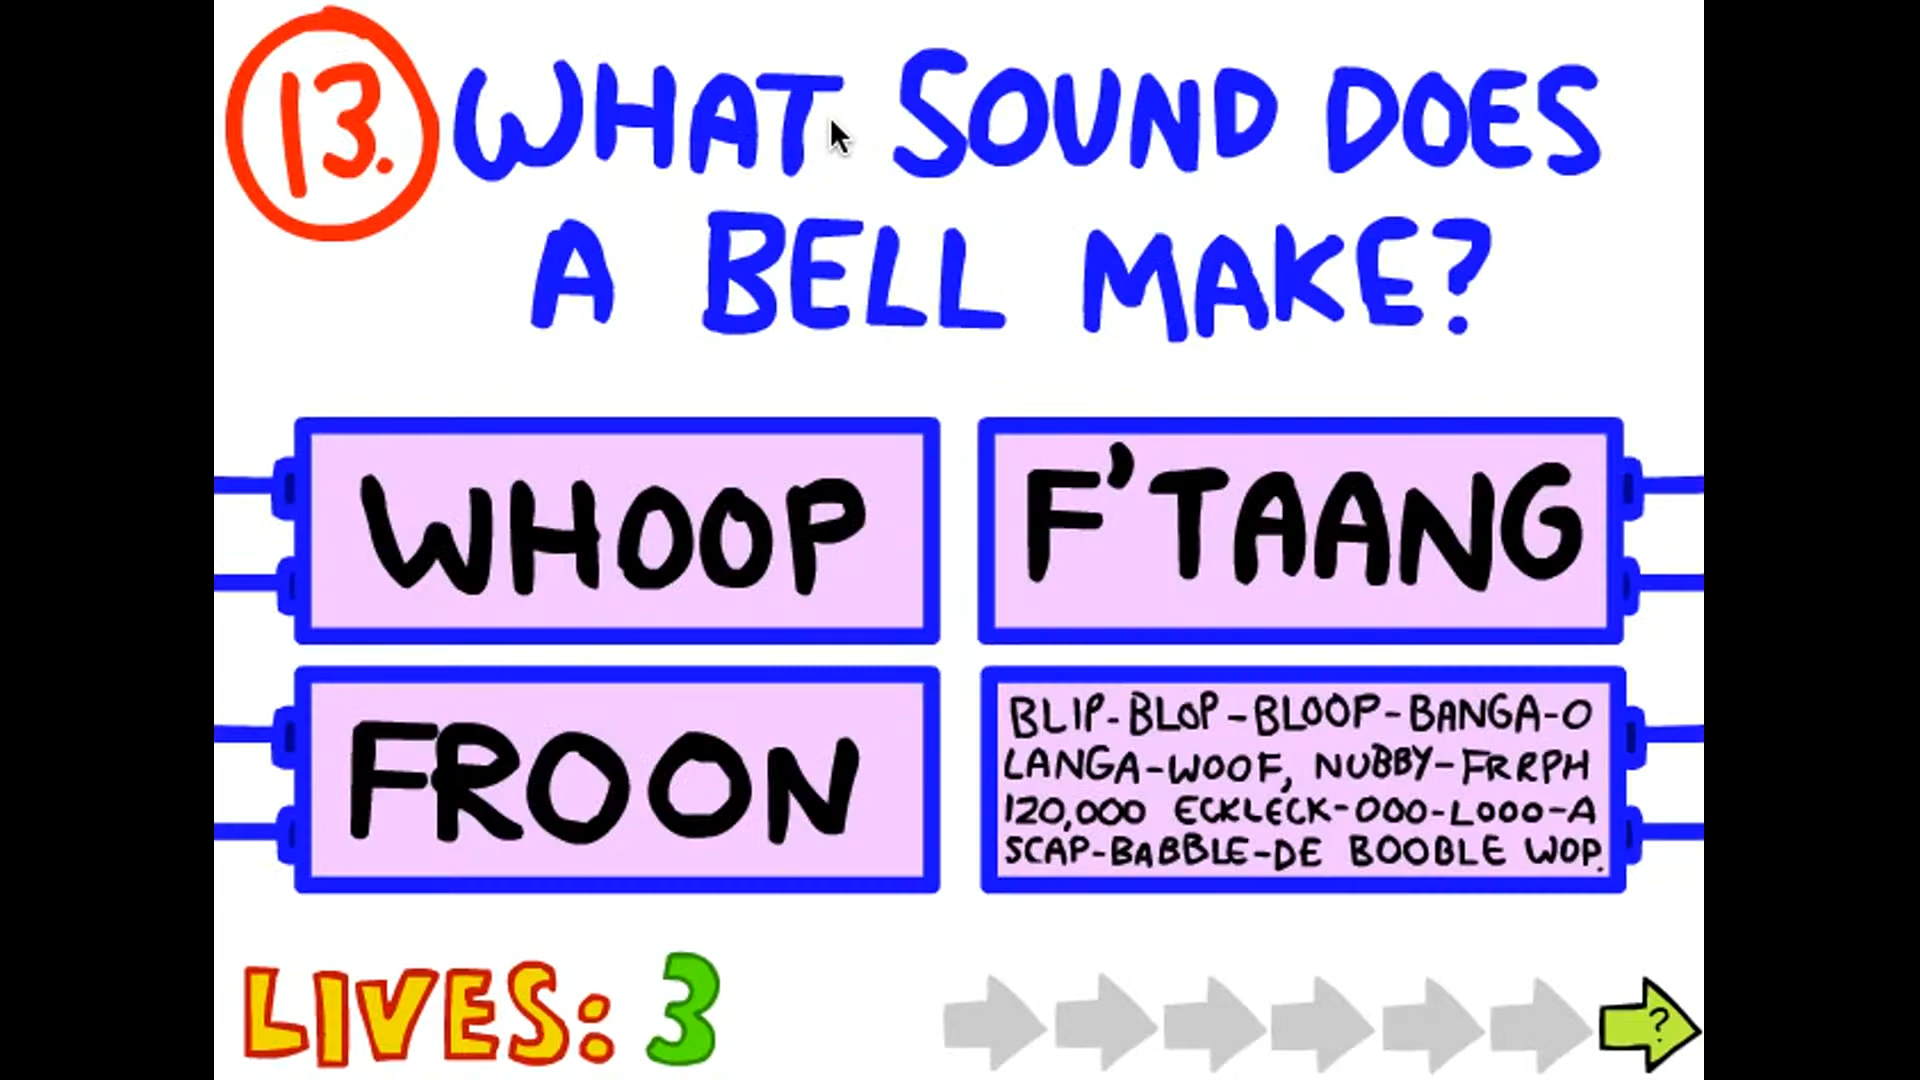 13. WHAT SOUND DOES
A BELL MAKE?
WHOOP
F'TAANG
FROON
BLIP-BLOP-BLOOP-BANGA-O
LANGA-WOOF, NUBBY-FRRPH
120,000 ECKLECK-OOO-LOOO-A
SCAP-BABBLE-DE BOOBLE WOP.
LIVES: 3
?